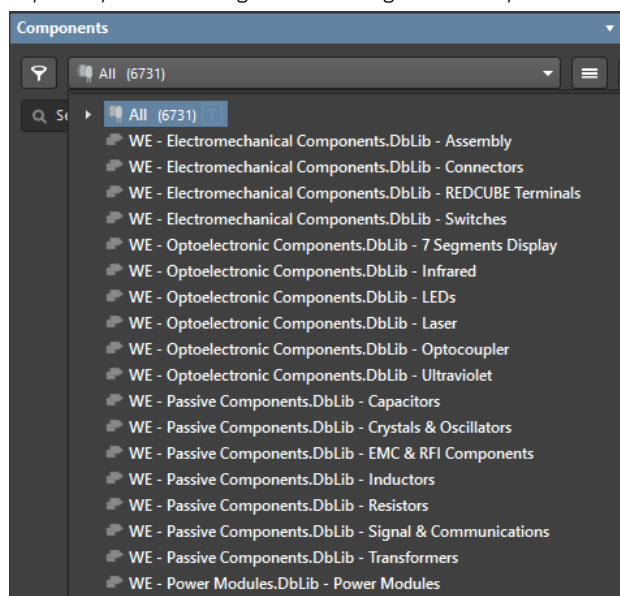 Components
All (6731)
Se
All (6731)
WE - Electromechanical Components.DbLib - Assembly
WE - Electromechanical Components.DbLib - Connectors
WE - Electromechanical Components.DbLib - REDCUBE Terminals
WE - Electromechanical Components.DbLib - Switches
WE - Optoelectronic Components.DbLib - 7 Segments Display
WE - Optoelectronic Components.DbLib - Infrared
WE - Optoelectronic Components.DbLib - LEDs
WE - Optoelectronic Components.DbLib - Laser
WE - Optoelectronic Components.DbLib - Optocoupler
WE - Optoelectronic Components.DbLib - Ultraviolet
WE - Passive Components.DbLib - Capacitors
WE - Passive Components.DbLib - Crystals & Oscillators
WE - Passive Components.DbLib - EMC & RFI Components
WE - Passive Components.DbLib - Inductors
WE - Passive Components.DbLib - Resistors
WE - Passive Components.DbLib - Signal & Communications
WE - Passive Components.DbLib - Transformers
WE - Power Modules.DbLib - Power Modules